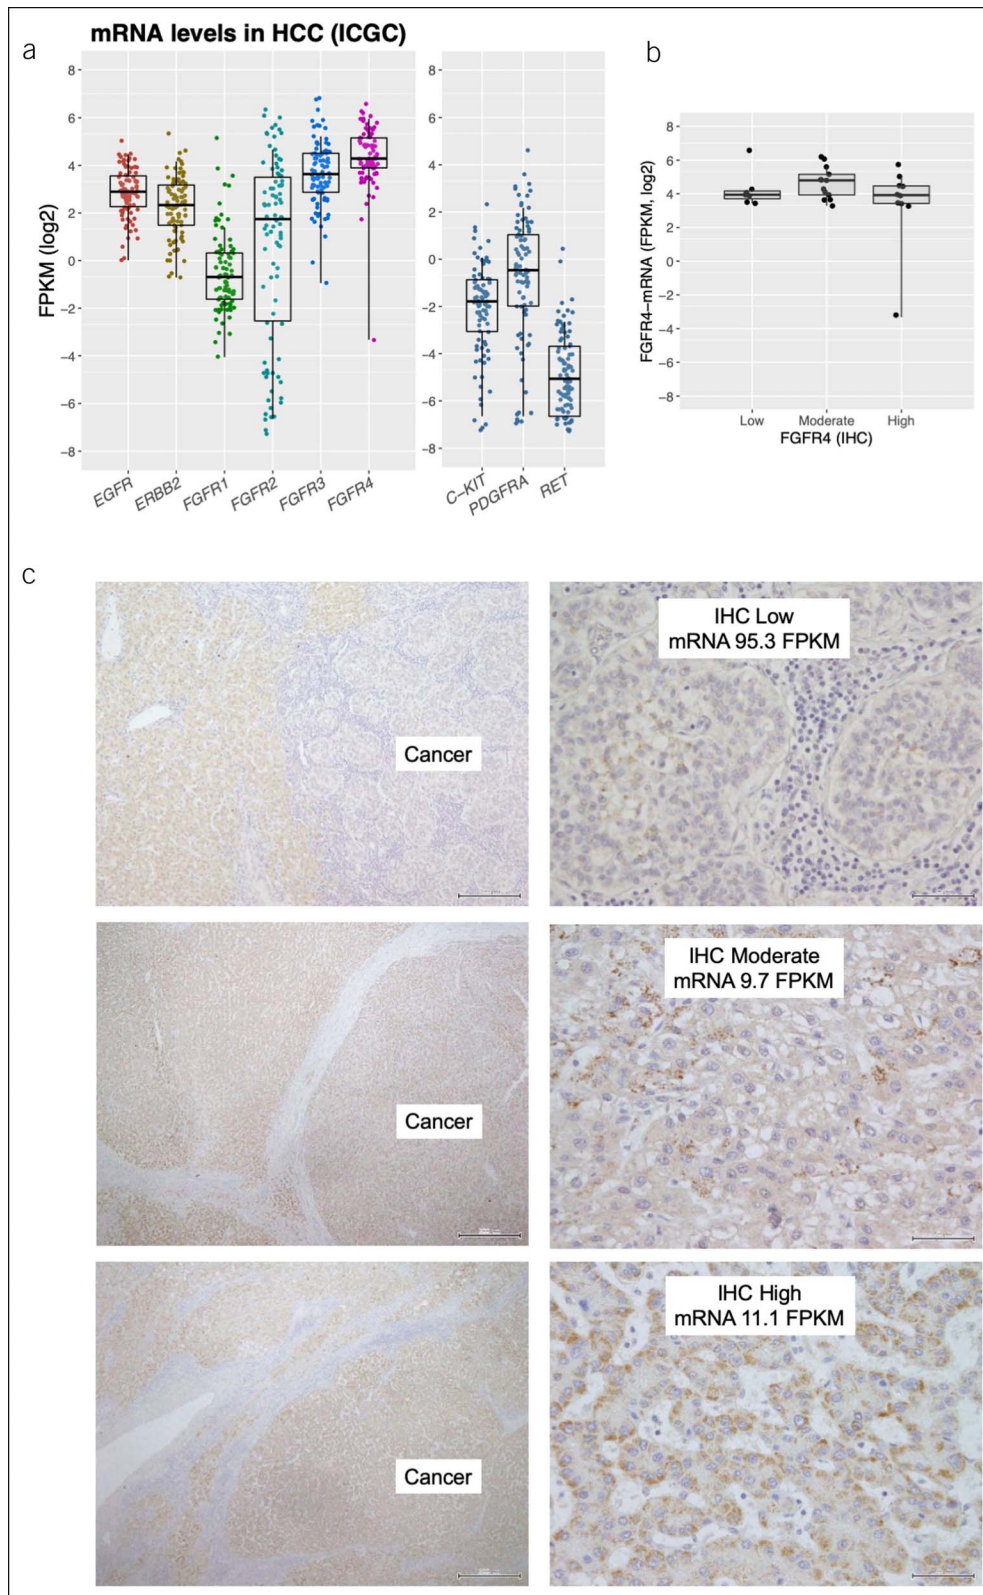 a
mRNA levels in HCC (ICGC)
FPKM (log2)
8
6
4
2
0
−2
−4
−6
−8
EGFR
ERBB2
FGFR1
FGFR2
FGFR3
FGFR4
8
6
4
2
0
−2
−4
−6
−8
C−KIT
PDGFRA
RET
b
FGFR4−mRNA (FPKM, log2)
8
6
4
2
0
−2
−4
−6
−8
Low Moderate High
FGFR4 (IHC)
c
Cancer
IHC Low
mRNA 95.3 FPKM
Cancer
IHC Moderate
mRNA 9.7 FPKM
Cancer
IHC High
mRNA 11.1 FPKM